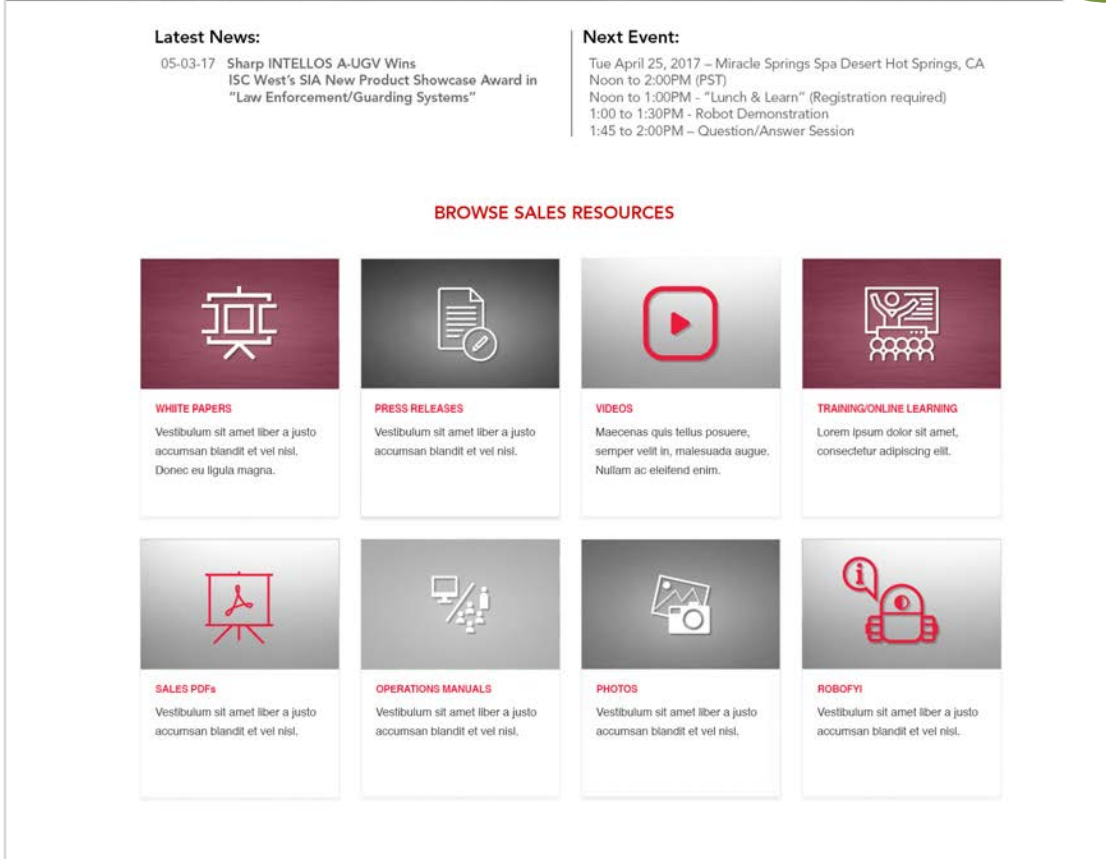 Latest News:
05-03-17 Sharp INTELLOS A-UGV Wins
ISC West's SIA New Product Showcase Award in
"Law Enforcement/Guarding Systems"
Next Event:
Tue April 25, 2017 – Miracle Springs Spa Desert Hot Springs, CA
Noon to 2:00PM (PST)
Noon to 1:00PM - "Lunch & Learn" (Registration required)
1:00 to 1:30PM - Robot Demonstration
1:45 to 2:00PM – Question/Answer Session
BROWSE SALES RESOURCES
WHIITE PAPERS
Vestibulum sit amet liber a justo
accumsan blandit et vel nisl.
Donec eu ligula magna.
PRESS RELEASES
Vestibulum sit amet liber a justo
accumsan blandit et vel nisl.
VIDEOS
Maecenas quis tellus posuere,
semper velit in, malesuada augue.
Nullam ac eleifend enim.
TRAINING/ONLINE LEARNING
Lorem ipsum dolor sit amet,
consectetur adipiscing elit.
SALES PDFs
Vestibulum sit amet liber a justo
accumsan blandit et vel nisl.
OPERATIONS MANUALS
Vestibulum sit amet liber a justo
accumsan blandit et vel nisl.
PHOTOS
Vestibulum sit amet liber a justo
accumsan blandit et vel nisl.
ROBOFYI
Vestibulum sit amet liber a justo
accumsan blandit et vel nisl.